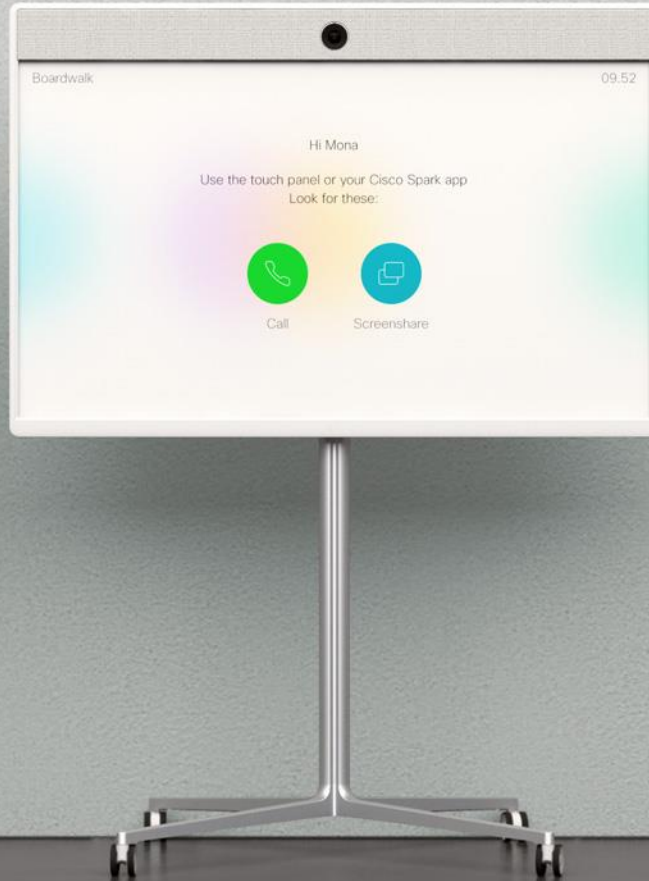 Boardwalk
09.52
Hi Mona
Use the touch panel or your Cisco Spark app
Look for these:
Call
Screenshare